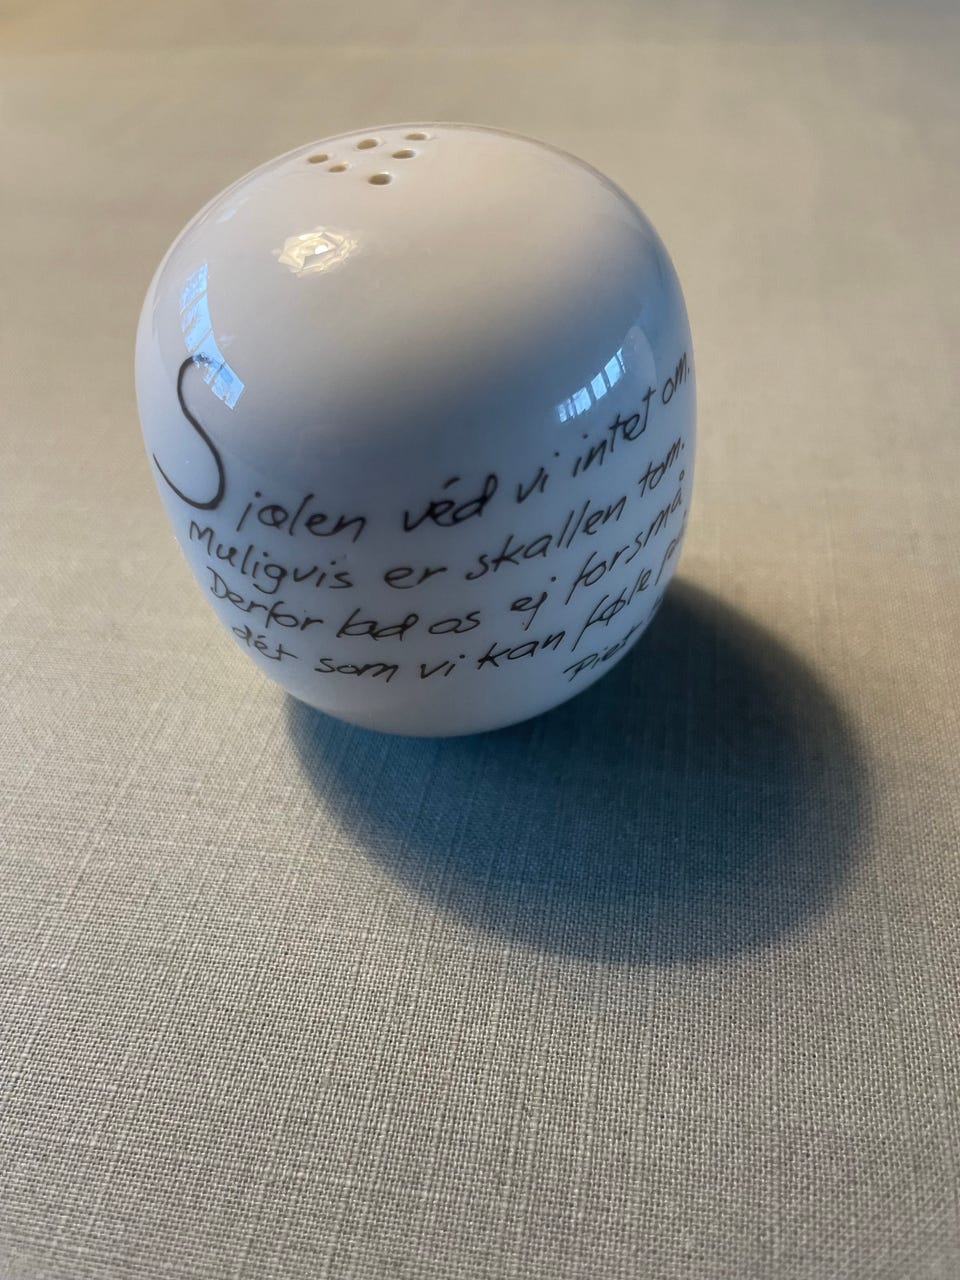 Sjælen véd vi intet om.
Muligvis er skallen tom.
Derfor lad os ej forsmå
dét som vi kan føle
Piet